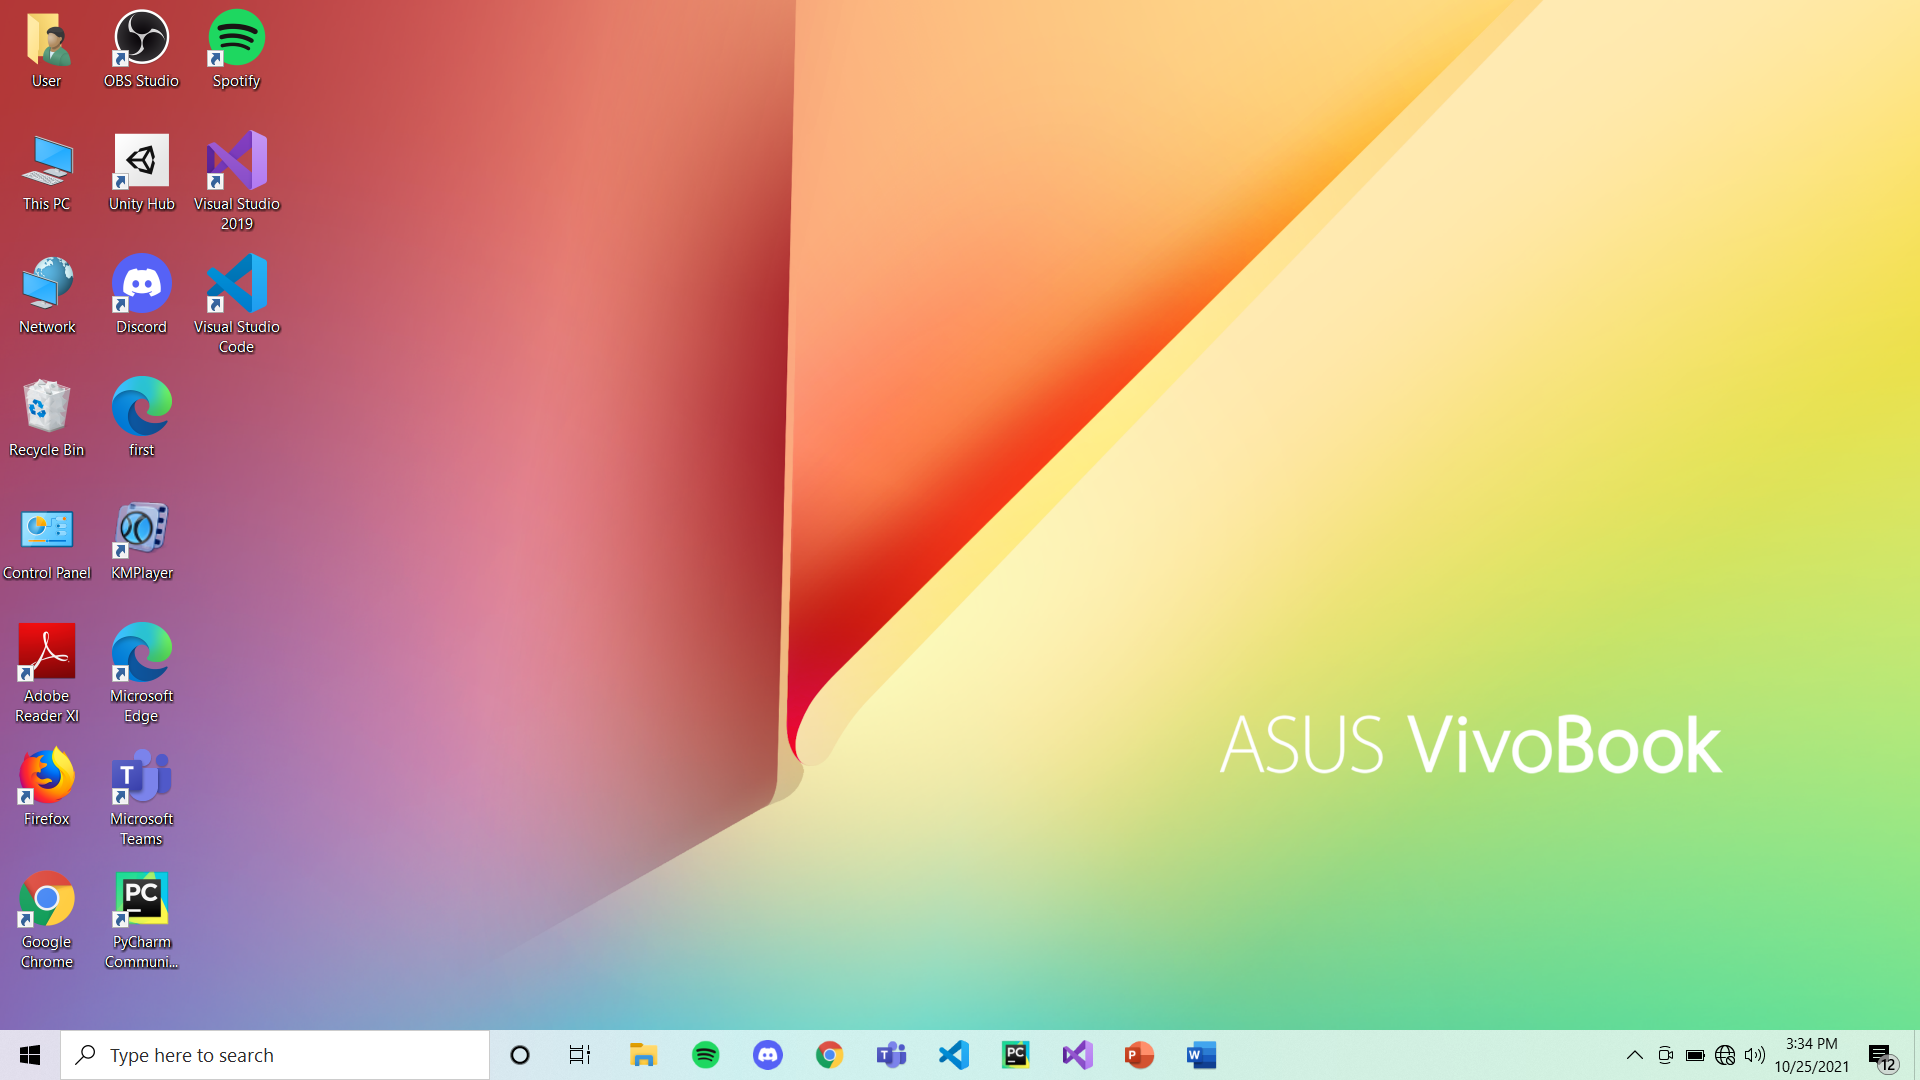 User
OBS Studio
Spotify
This PC
Unity Hub
Visual Studio
2019
Network
Discord
Visual Studio
Code
Recycle Bin
first
Control Panel
KMPlayer
Adobe
Reader XI
Microsoft
Edge
Firefox
T
Microsoft
Teams
Google
Chrome
PC
PyCharm
Communi...
ASUS VivoBook
Type here to search
T
PC
P
W
3:34 PM
10/25/2021
12